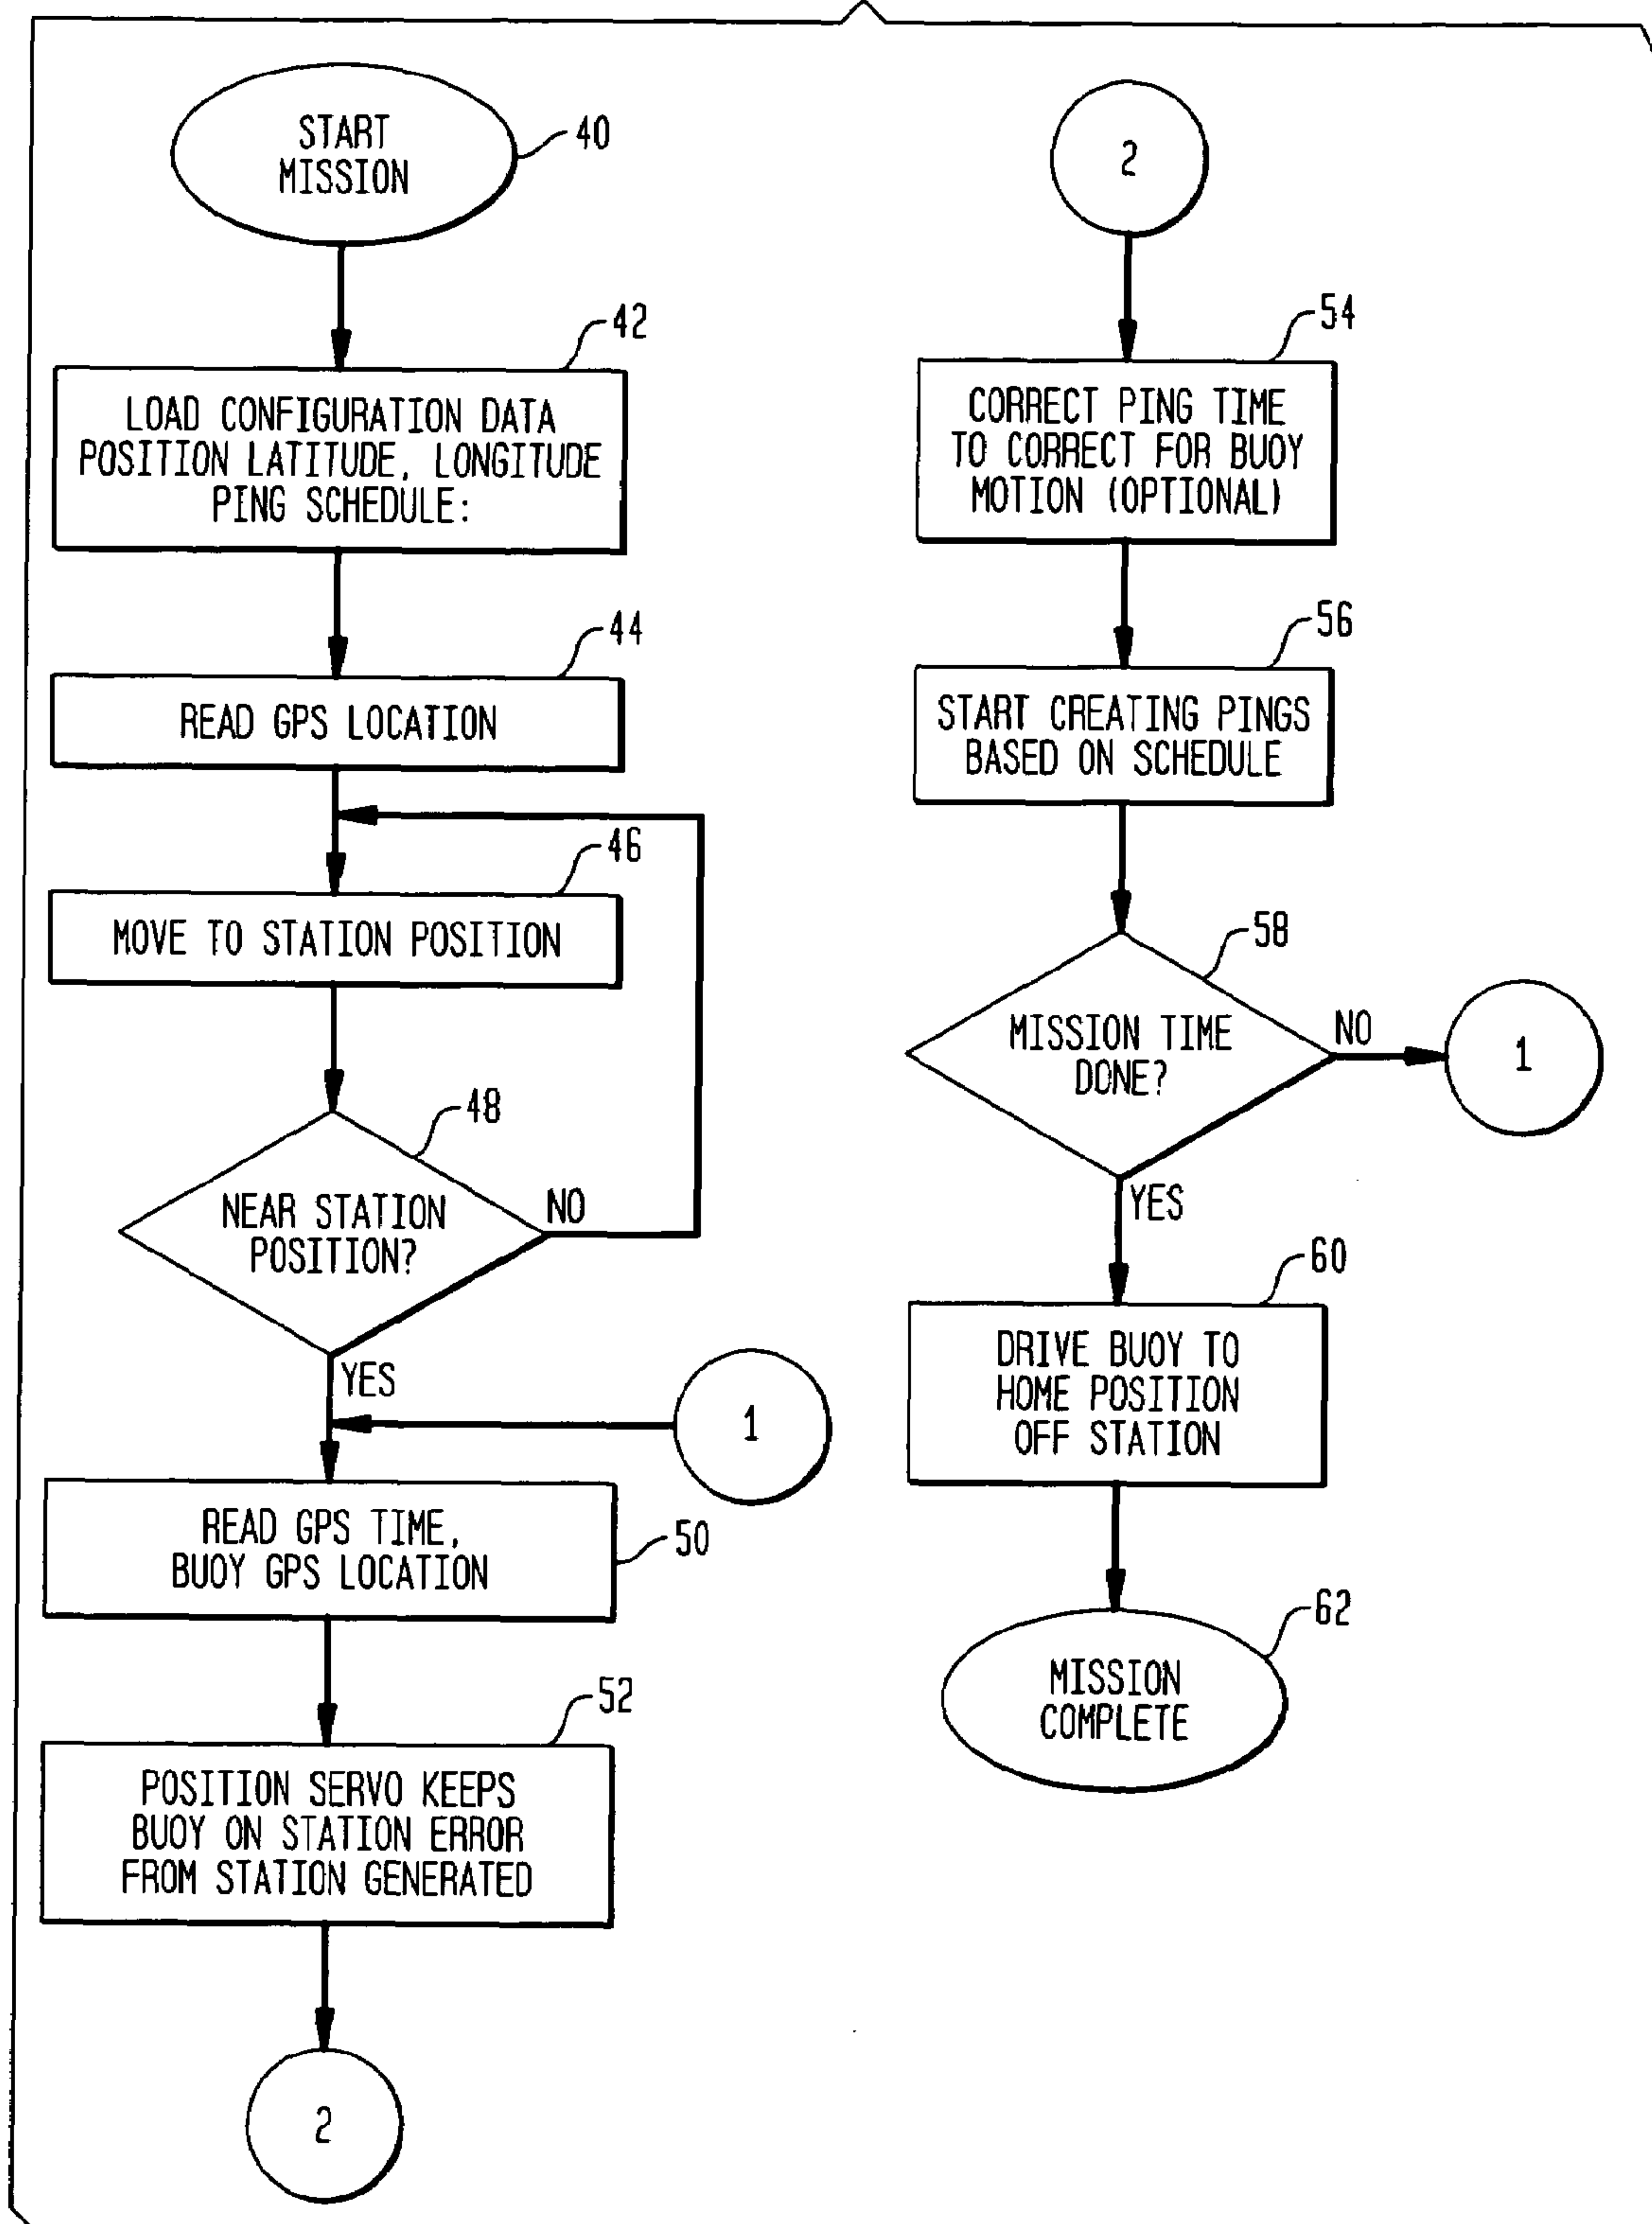 START
MISSION
40
42
LOAD CONFIGURATION DATA
POSITION LATITUDE, LONGITUDE
PING SCHEDULE:
44
READ GPS LOCATION
46
MOVE TO STATION POSITION
48
NEAR STATION
POSITION?
NO
YES
1
READ GPS TIME,
BUOY GPS LOCATION
50
52
POSITION SERVO KEEPS
BUOY ON STATION ERROR
FROM STATION GENERATED
2
2
54
CORRECT PING TIME
TO CORRECT FOR BUOY
MOTION (OPTIONAL)
56
START CREATING PINGS
BASED ON SCHEDULE
58
MISSION TIME
DONE?
NO
1
YES
60
DRIVE BUOY TO
HOME POSITION
OFF STATION
62
MISSION
COMPLETE